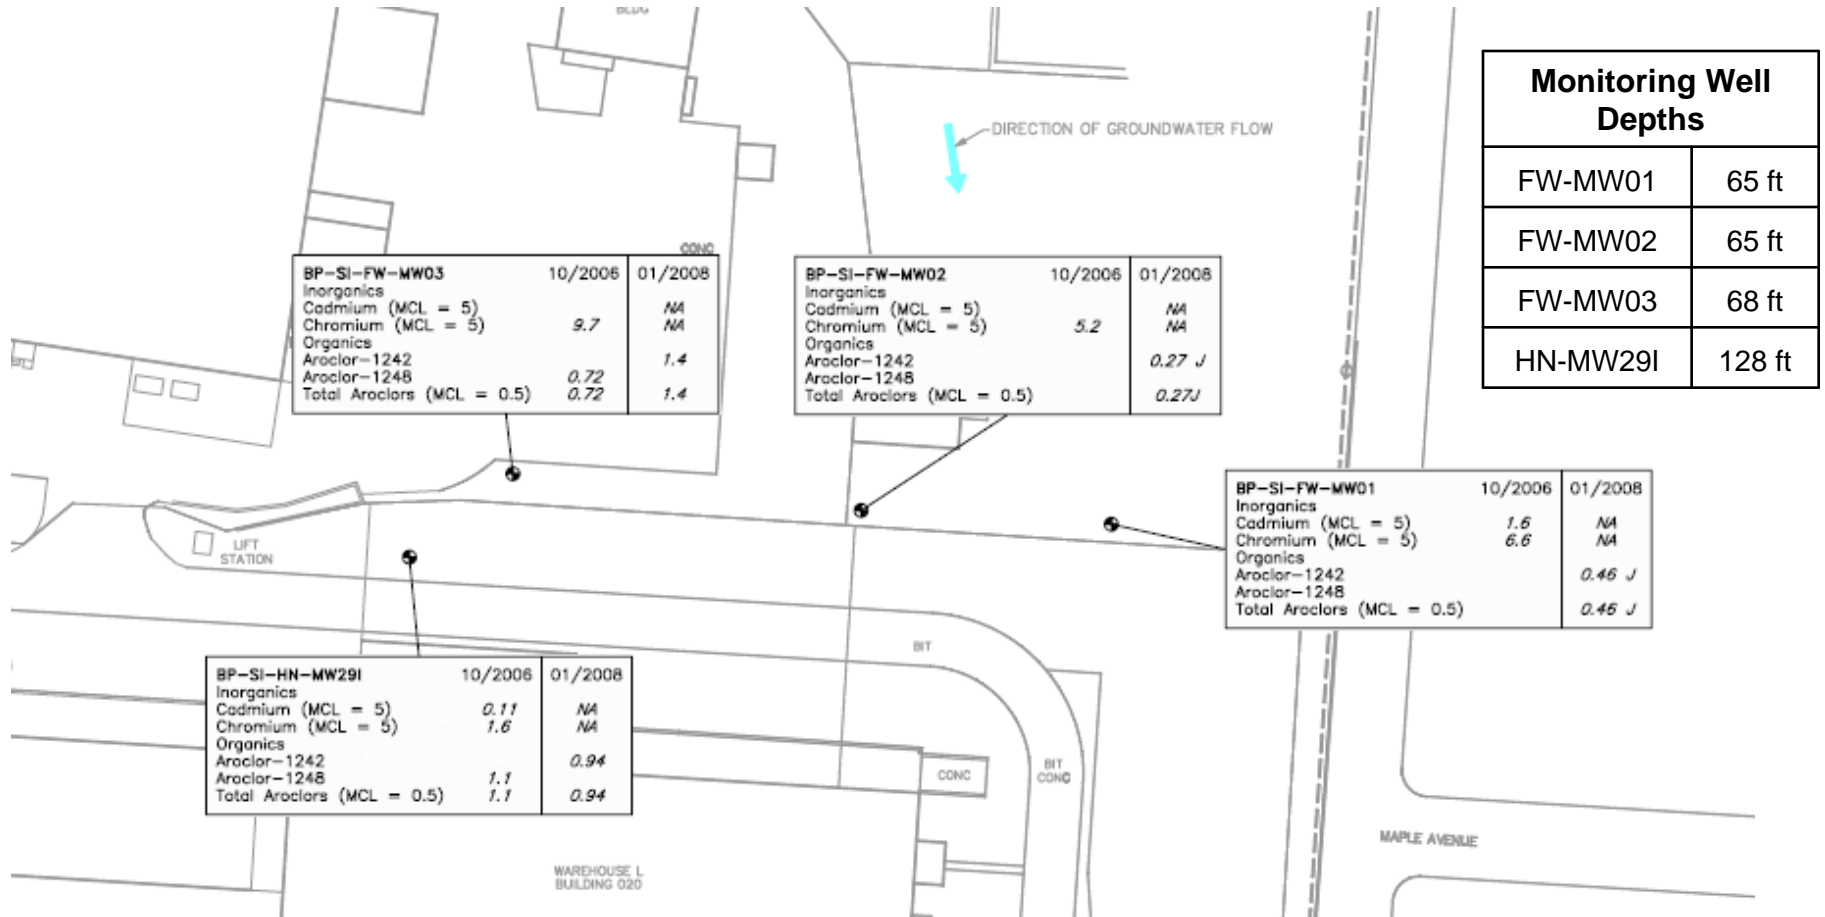 BLDG
DIRECTION OF GROUNDWATER FLOW
Monitoring Well
Depths
FW-MW01 65 ft
FW-MW02 65 ft
FW-MW03 68 ft
HN-MW29I 128 ft
CONC
BP-SI-FW-MW03 10/2006 01/2008
Inorganics
Cadmium (MCL = 5) NA
Chromium (MCL = 5) 9.7 NA
Organics
Aroclor-1242 1.4
Aroclor-1248 0.72
Total Aroclors (MCL = 0.5) 0.72 1.4
BP-SI-FW-MW02 10/2006 01/2008
Inorganics
Cadmium (MCL = 5) NA
Chromium (MCL = 5) 5.2 NA
Organics
Aroclor-1242 0.27 J
Aroclor-1248
Total Aroclors (MCL = 0.5) 0.27J
BP-SI-FW-MW01 10/2006 01/2008
Inorganics
Cadmium (MCL = 5) 1.6 NA
Chromium (MCL = 5) 6.6 NA
Organics
Aroclor-1242 0.46 J
Aroclor-1248
Total Aroclors (MCL = 0.5) 0.46 J
LIFT
STATION
BIT
BP-SI-HN-MW29I 10/2006 01/2008
Inorganics
Cadmium (MCL = 5) 0.11 NA
Chromium (MCL = 5) 1.6 NA
Organics
Aroclor-1242 0.94
Aroclor-1248 1.1
Total Aroclors (MCL = 0.5) 1.1 0.94
CONC
BIT
CONC
MAPLE AVENUE
WAREHOUSE L
BUILDING 020